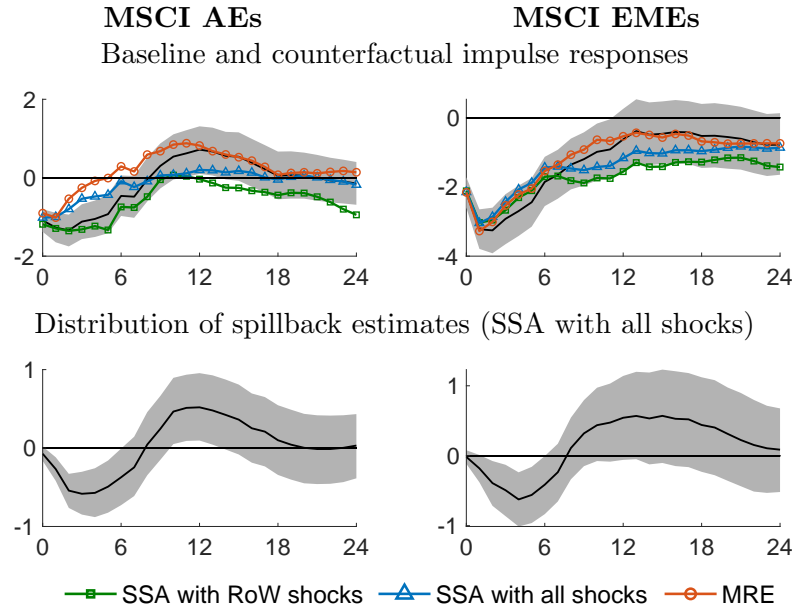 MSCI AEs MSCI EMEs
Baseline and counterfactual impulse responses
2
0
-2
0 6 12 18 24
0
-2
-4
0 6 12 18 24
Distribution of spillback estimates (SSA with all shocks)
1
0
-1
0 6 12 18 24
1
0
-1
0 6 12 18 24
SSA with RoW shocks SSA with all shocks MRE